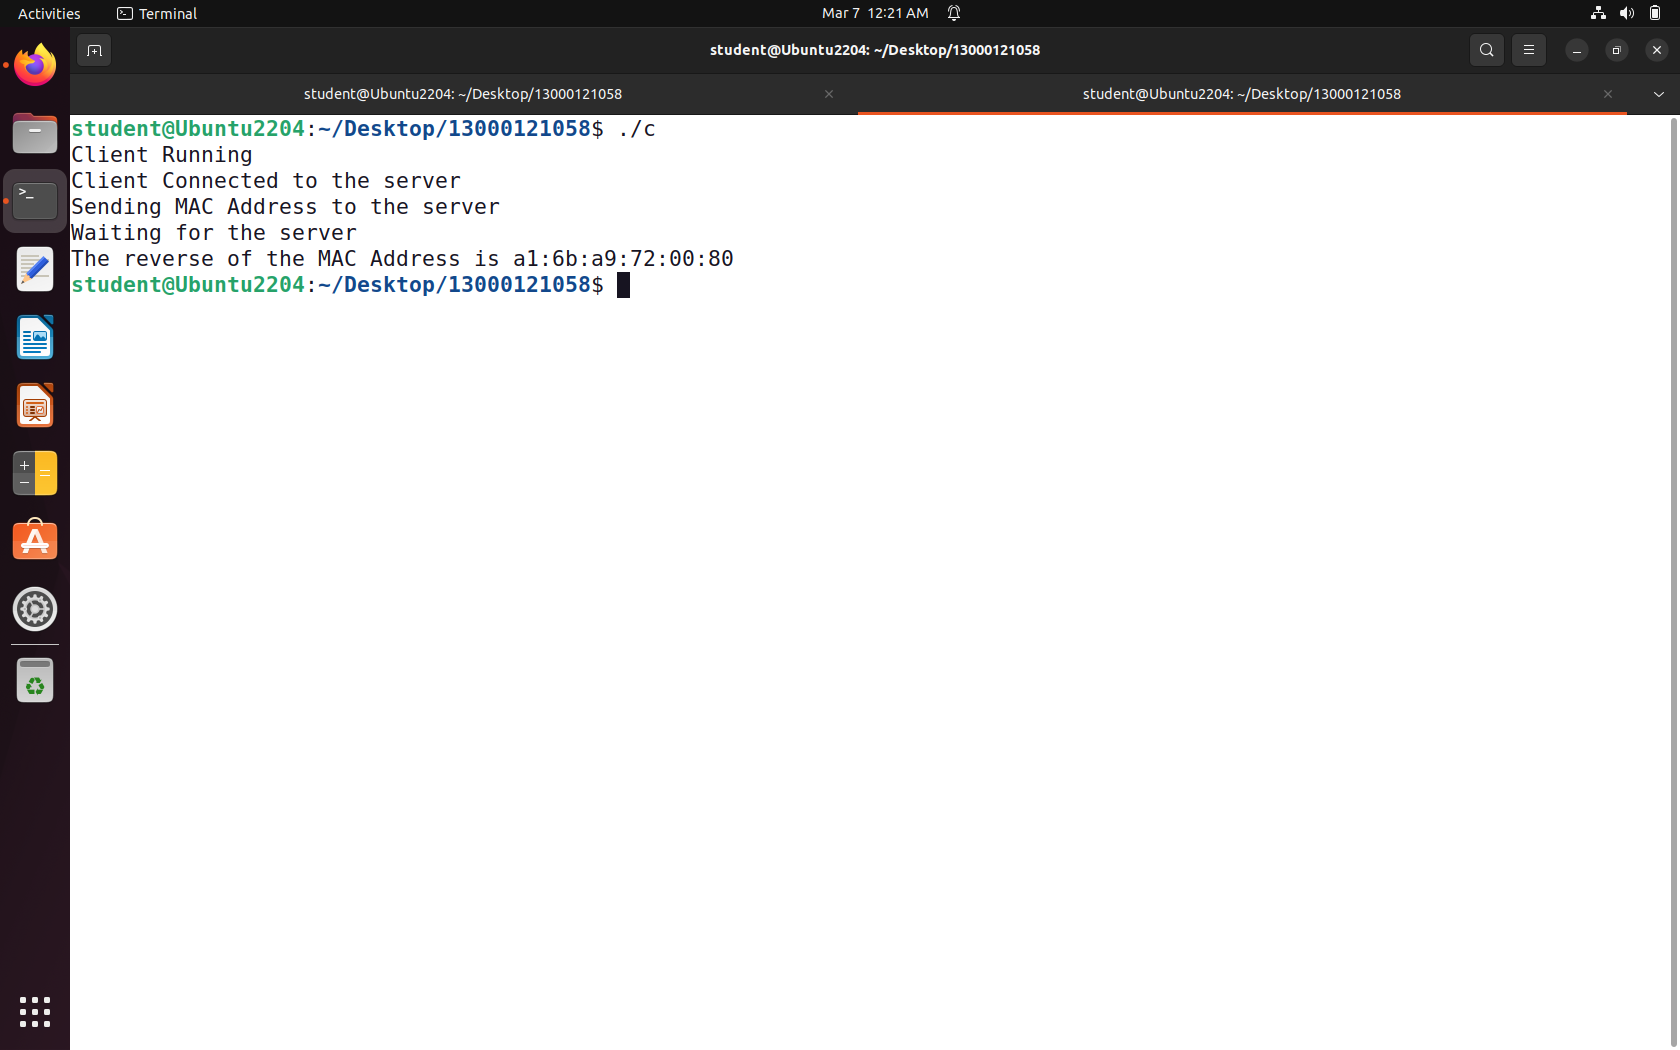 Activities
Terminal
Mar 7 12:21 AM
student@Ubuntu2204: ~/Desktop/13000121058
student@Ubuntu2204: ~/Desktop/13000121058
student@Ubuntu2204: ~/Desktop/13000121058
student@Ubuntu2204:~/Desktop/13000121058$ ./c
Client Running
Client Connected to the server
Sending MAC Address to the server
Waiting for the server
The reverse of the MAC Address is a1:6b:a9:72:00:80
student@Ubuntu2204:~/Desktop/13000121058$